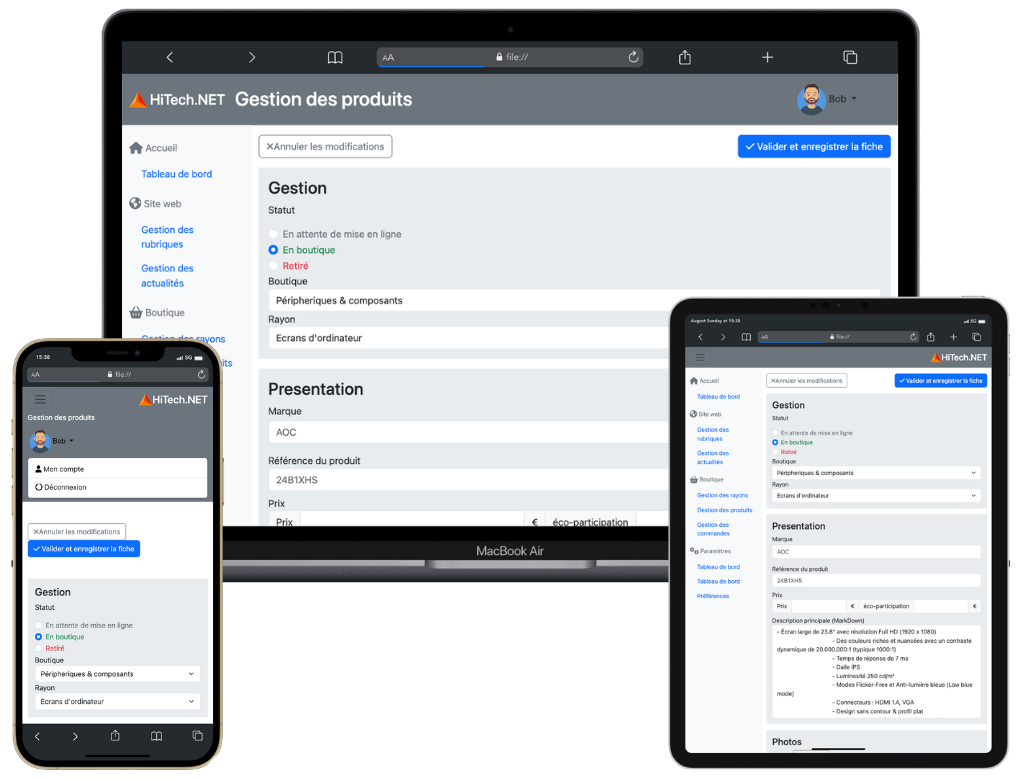 AA
file://
HiTech.NET Gestion des produits
Bob
Accueil
Tableau de bord
Site web
Gestion des
rubriques
Gestion des
actualités
Boutique
Gestion des rayons
its
✕Annuler les modifications
✓ Valider et enregistrer la fiche
Gestion
Statut
En attente de mise en ligne
En boutique
Retiré
Boutique
Péripheriques & composants
Rayon
Ecrans d'ordinateur
Presentation
Marque
AOC
Référence du produit
24B1XHS
Prix
Prix € éco-participation
MacBook Air
15:38
5G
AA
file://
HiTech.NET
Gestion des produits
Bob
Mon compte
Déconnexion
✕Annuler les modifications
✓ Valider et enregistrer la fiche
Gestion
Statut
En attente de mise en ligne
En boutique
Retiré
Boutique
Péripheriques & composants
Rayon
Ecrans d'ordinateur
August Sunday at 15:38
5G
AA
file://
HiTech.NET
Accueil
Tableau de bord
Site web
Gestion des
rubriques
Gestion des
actualités
Boutique
Gestion des rayons
Gestion des produits
Gestion des
commandes
Paramètres
Tableau de bord
Tableau de bord
Préférences
✕Annuler les modifications
✓ Valider et enregistrer la fiche
Gestion
Statut
En attente de mise en ligne
En boutique
Retiré
Boutique
Péripheriques & composants
Rayon
Ecrans d'ordinateur
Presentation
Marque
AOC
Référence du produit
24B1XHS
Prix
Prix € éco-participation €
Description principale (MarkDown)
- Écran large de 23.8" avec résolution Full HD (1920 x 1080)
- Des couleurs riches et nuancées avec un contraste
dynamique de 20.000.000:1 (typique 1000:1)
- Temps de réponse de 7 ms
- Dalle IPS
- Luminosité 250 cd/m²
- Modes Flicker-Free et Anti-lumière bleue (Low blue
mode)
- Connecteurs : HDMI 1.4, VGA
- Design sans contour & profil plat
Photos